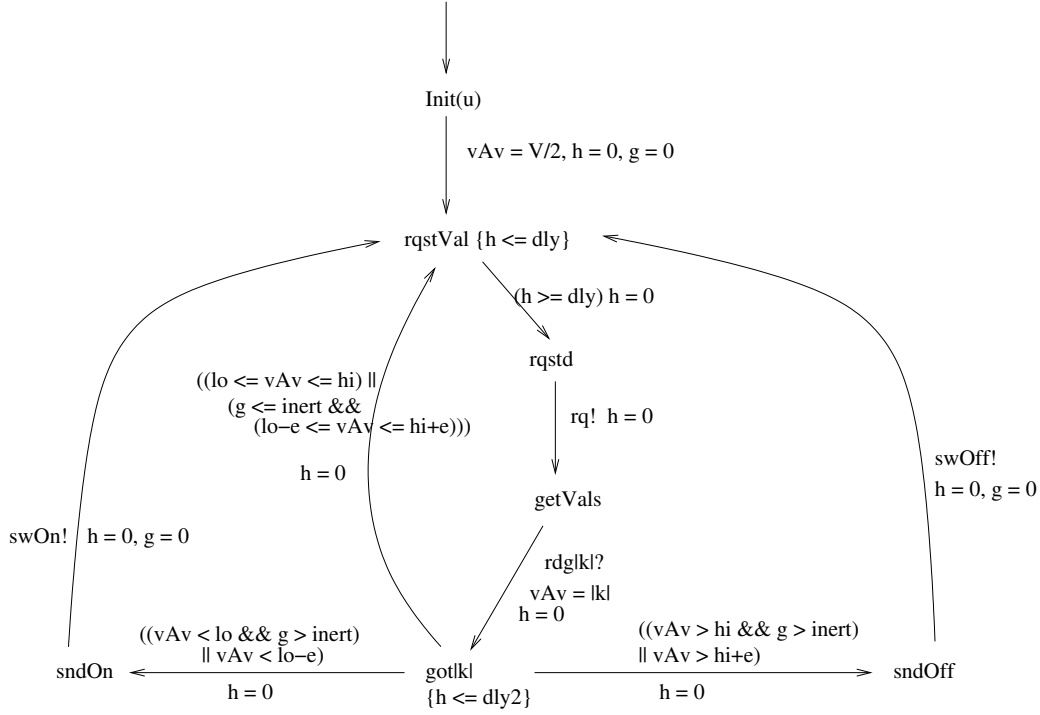 Init(u)
vAv = V/2, h = 0, g = 0
rqstVal {h <= dly}
(h >= dly) h = 0
rqstd
((lo <= vAv <= hi) ||
(g <= inert &&
(lo−e <= vAv <= hi+e)))
h = 0
rq! h = 0
getVals
swOff!
h = 0, g = 0
swOn! h = 0, g = 0
rdg|k|?
vAv = |k|
h = 0
((vAv < lo && g > inert)
|| vAv < lo−e)
h = 0
((vAv > hi && g > inert)
|| vAv > hi+e)
h = 0
sndOn
got|k|
{h <= dly2}
sndOff